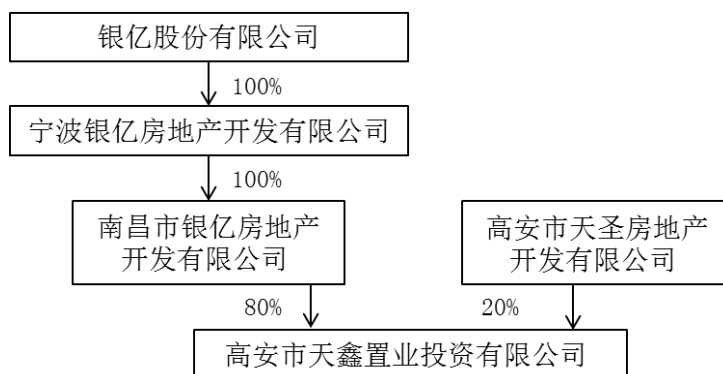 银亿股份有限公司
100%
宁波银亿房地产开发有限公司
100%
南昌市银亿房地产
开发有限公司
高安市天圣房地产
开发有限公司
80%
20%
高安市天鑫置业投资有限公司